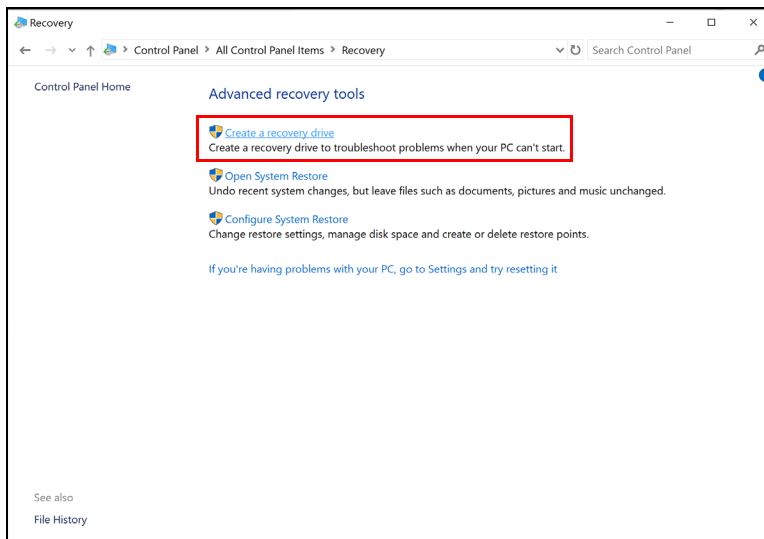 Recovery
Control Panel > All Control Panel Items > Recovery
Search Control Panel
Control Panel Home
Advanced recovery tools
Create a recovery drive
Create a recovery drive to troubleshoot problems when your PC can't start.
Open System Restore
Undo recent system changes, but leave files such as documents, pictures and music unchanged.
Configure System Restore
Change restore settings, manage disk space and create or delete restore points.
If you're having problems with your PC, go to Settings and try resetting it
See also
File History